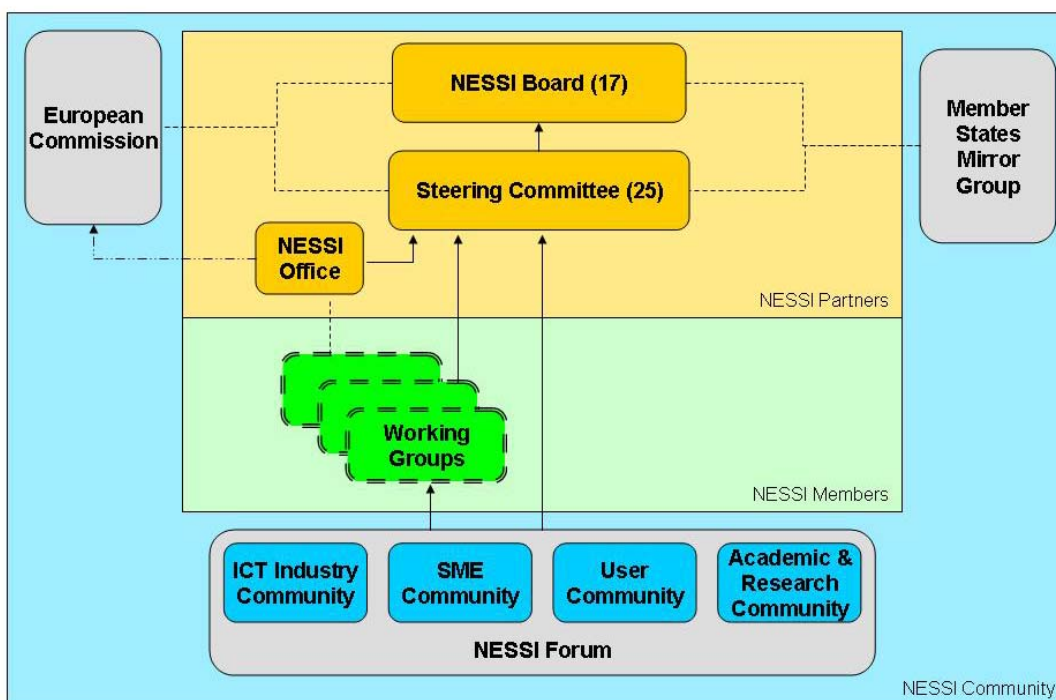 NESSI Board (17)
European
Commission
Member
States
Mirror
Group
Steering Committee (25)
NESSI
Office
NESSI Partners
Working
Groups
NESSI Members
ICT Industry
Community
SME
Community
User
Community
Academic &
Research
Community
NESSI Forum
NESSI Community